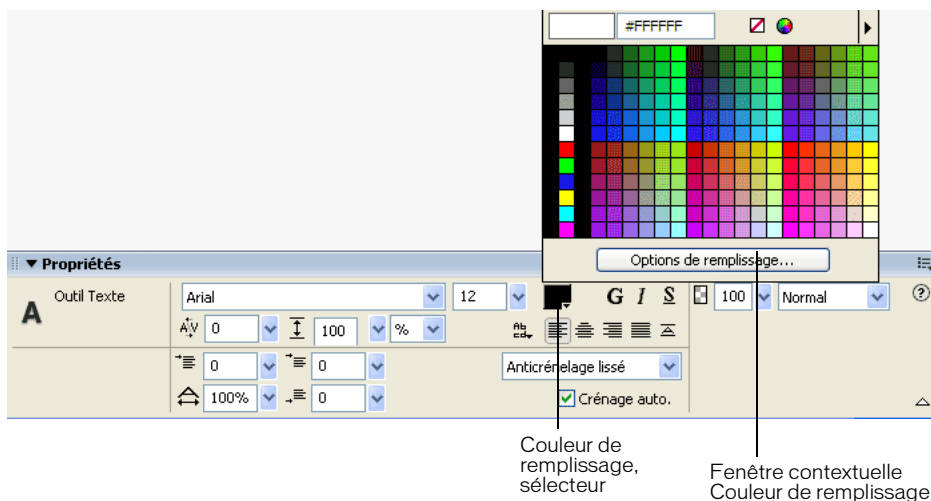 #FFFFFF
Options de remplissage...
Propriétés
A Outil Texte Arial 12 G I S 100 Normal
A\V 0 100 %
0 0 Anticrénelage lissé
100% 0 Crénage auto.
Couleur de
remplissage,
sélecteur
Fenêtre contextuelle
Couleur de remplissage